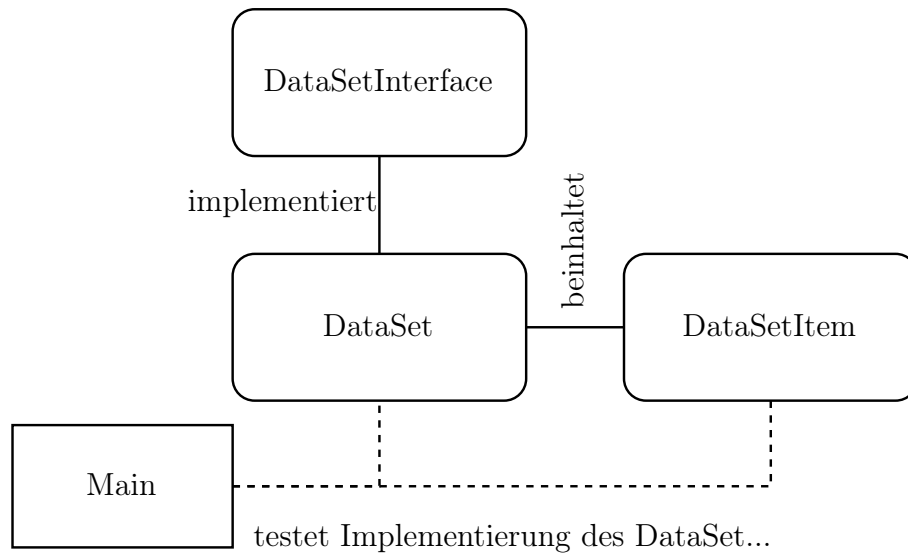 DataSetInterface
implementiert
beinhaltet
DataSet
DataSetItem
Main
testet Implementierung des DataSet...